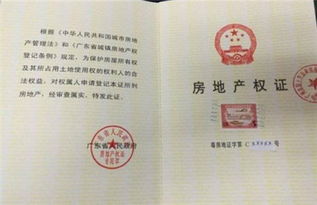 根据《中华人民共和国城市房地
产管理法》和《广东省城镇房地产权
登记条例》，为保护房屋所有权
及其所占用土地使用权的权利人的合
法权益，对权属人申请登记本证所列
房地产，经审查属实，特发此证。
广东省人民政府
房地产权证
粤房地证字第 C 号